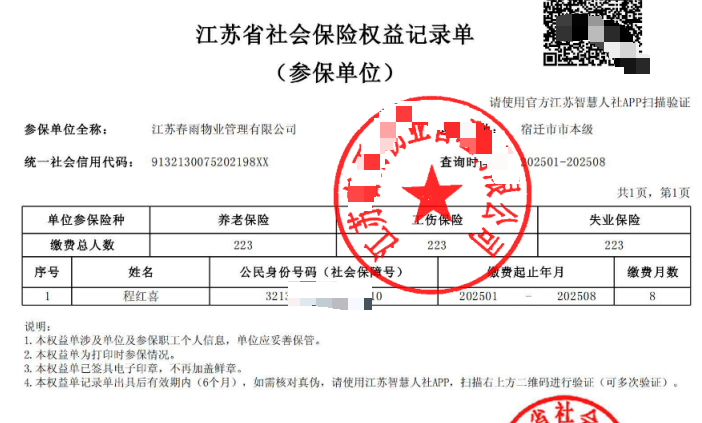 江苏省社会保险权益记录单
（参保单位）
请使用官方江苏智慧人社APP扫描验证
参保单位全称： 江苏春雨物业管理有限公司 宿迁市市本级
统一社会信用代码： 9132130075202198XX 查询时 202501-202508
共1页，第1页
单位参保险种 养老保险 工伤保险 失业保险
缴费总人数 223 223 223
序号 姓名 公民身份号码（社会保障号） 缴费起止年月 缴费月数
1 程红喜 3213 10 202501 - 202508 8
说明：
1. 本权益单涉及单位及参保职工个人信息，单位应妥善保管。
2. 本权益单为打印时参保情况。
3. 本权益单已签具电子印章，不再加盖鲜章。
4. 本权益单记录单出具后有效期内（6个月），如需核对真伪，请使用江苏智慧人社APP，扫描右上方二维码进行验证（可多次验证）。
江苏 物业 限公司
省社会